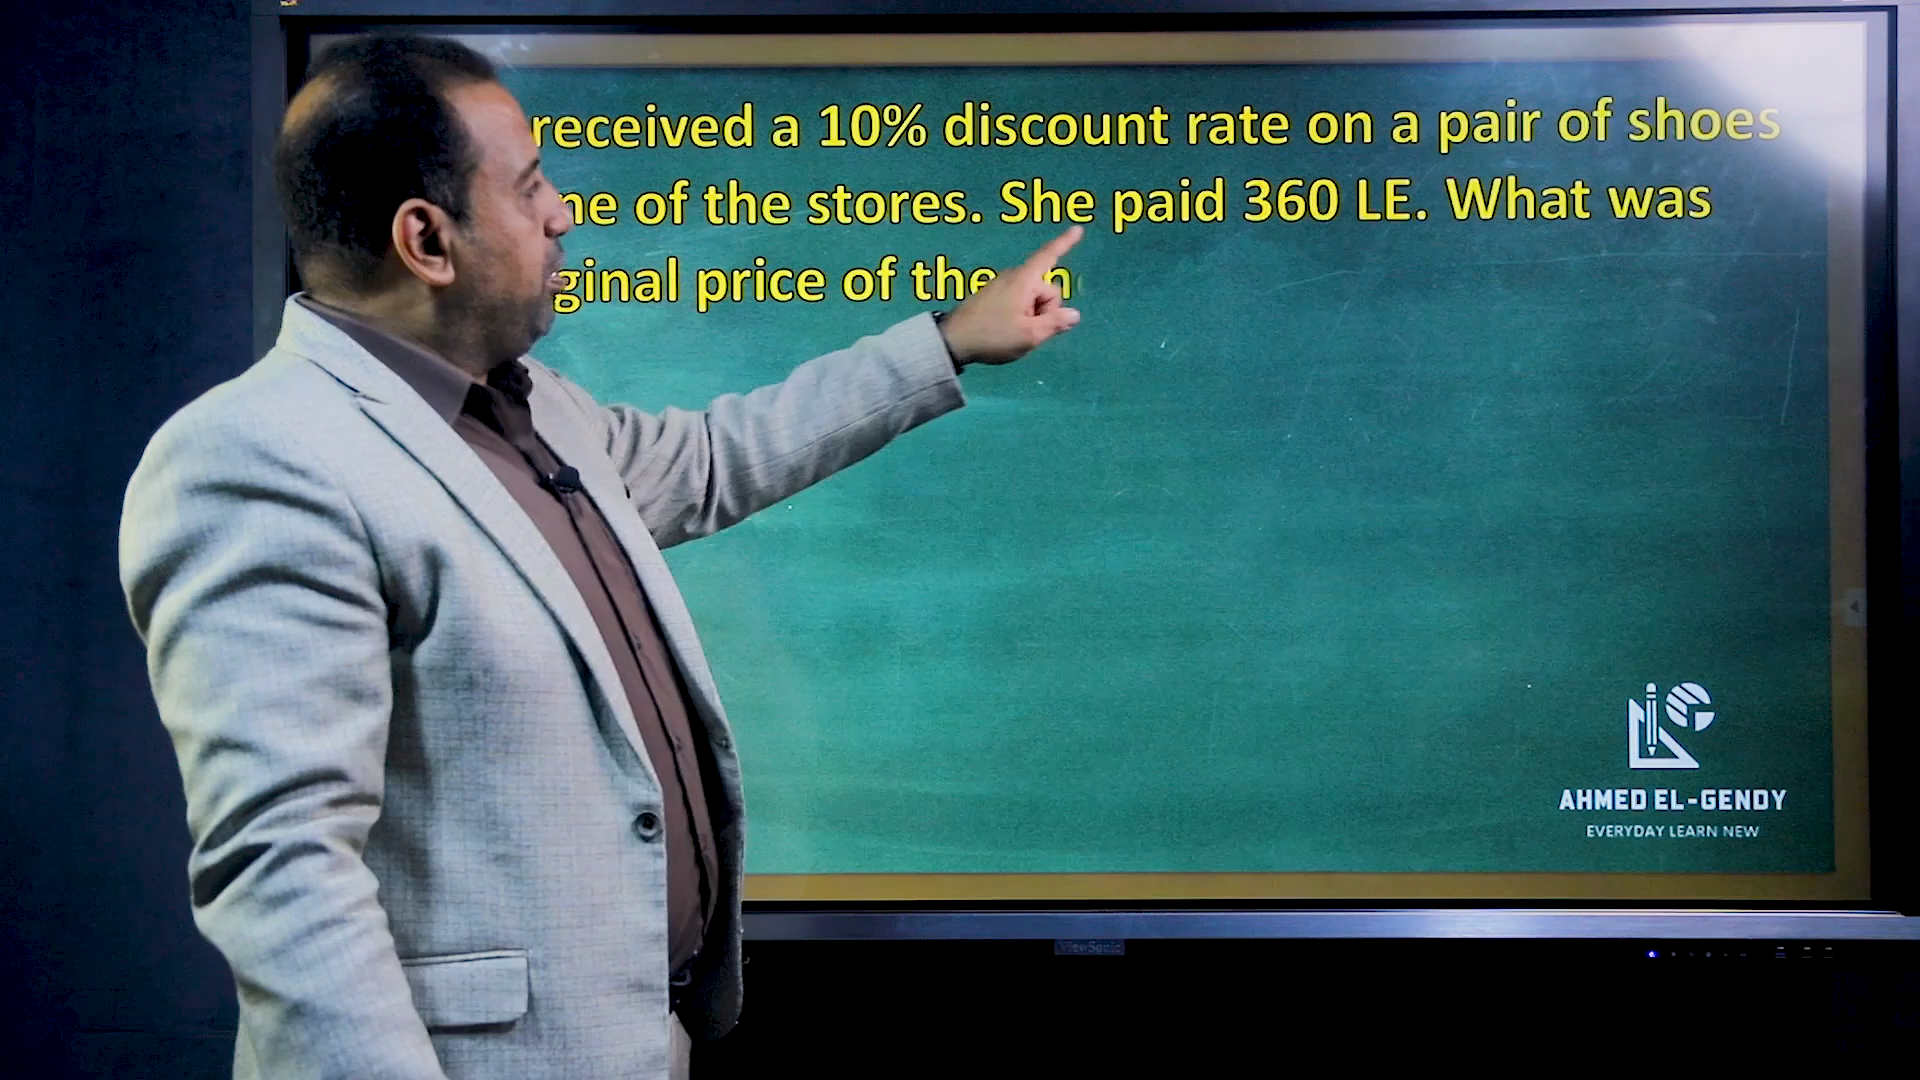 received a 10% discount rate on a pair of shoes
of the stores. She paid 360 LE. What was
price of the
AHMED EL-GENDY
EVERYDAY LEARN NEW
ViewSonic